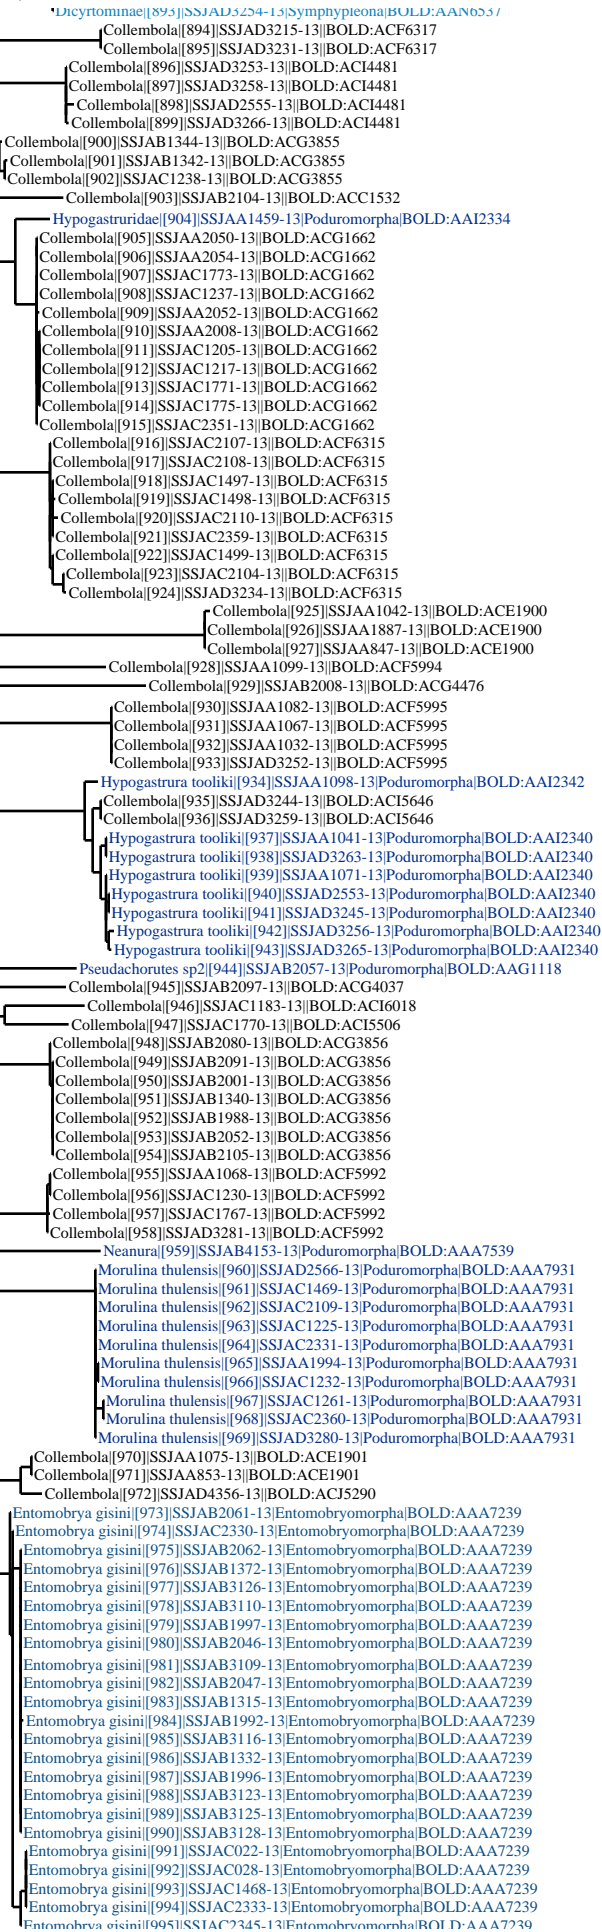 Dicyrtominae|[893]|SSJAD3254-13|Symphypleona|BOLD:AAN6537
Collembola|[894]|SSJAD3215-13||BOLD:ACF6317
Collembola|[895]|SSJAD3231-13||BOLD:ACF6317
Collembola|[896]|SSJAD3253-13||BOLD:ACI4481
Collembola|[897]|SSJAD3258-13||BOLD:ACI4481
Collembola|[898]|SSJAD2555-13||BOLD:ACI4481
Collembola|[899]|SSJAD3266-13||BOLD:ACI4481
Collembola|[900]|SSJAB1344-13||BOLD:ACG3855
Collembola|[901]|SSJAB1342-13||BOLD:ACG3855
Collembola|[902]|SSJAC1238-13||BOLD:ACG3855
Collembola|[903]|SSJAB2104-13||BOLD:ACC1532
Hypogastruridae|[904]|SSJAA1459-13|Poduromorpha|BOLD:AAI2334
Collembola|[905]|SSJAA2050-13||BOLD:ACG1662
Collembola|[906]|SSJAA2054-13||BOLD:ACG1662
Collembola|[907]|SSJAC1773-13||BOLD:ACG1662
Collembola|[908]|SSJAC1237-13||BOLD:ACG1662
Collembola|[909]|SSJAA2052-13||BOLD:ACG1662
Collembola|[910]|SSJAA2008-13||BOLD:ACG1662
Collembola|[911]|SSJAC1205-13||BOLD:ACG1662
Collembola|[912]|SSJAC1217-13||BOLD:ACG1662
Collembola|[913]|SSJAC1771-13||BOLD:ACG1662
Collembola|[914]|SSJAC1775-13||BOLD:ACG1662
Collembola|[915]|SSJAC2351-13||BOLD:ACG1662
Collembola|[916]|SSJAC2107-13||BOLD:ACF6315
Collembola|[917]|SSJAC2108-13||BOLD:ACF6315
Collembola|[918]|SSJAC1497-13||BOLD:ACF6315
Collembola|[919]|SSJAC1498-13||BOLD:ACF6315
Collembola|[920]|SSJAC2110-13||BOLD:ACF6315
Collembola|[921]|SSJAC2359-13||BOLD:ACF6315
Collembola|[922]|SSJAC1499-13||BOLD:ACF6315
Collembola|[923]|SSJAC2104-13||BOLD:ACF6315
Collembola|[924]|SSJAD3234-13||BOLD:ACF6315
Collembola|[925]|SSJAA1042-13||BOLD:ACE1900
Collembola|[926]|SSJAA1887-13||BOLD:ACE1900
Collembola|[927]|SSJAA847-13||BOLD:ACE1900
Collembola|[928]|SSJAA1099-13||BOLD:ACF5994
Collembola|[929]|SSJAB2008-13||BOLD:ACG4476
Collembola|[930]|SSJAA1082-13||BOLD:ACF5995
Collembola|[931]|SSJAA1067-13||BOLD:ACF5995
Collembola|[932]|SSJAA1032-13||BOLD:ACF5995
Collembola|[933]|SSJAD3252-13||BOLD:ACF5995
Hypogastrura tooliki|[934]|SSJAA1098-13|Poduromorpha|BOLD:AAI2342
Collembola|[935]|SSJAD3244-13||BOLD:ACI5646
Collembola|[936]|SSJAD3259-13||BOLD:ACI5646
Hypogastrura tooliki|[937]|SSJAA1041-13|Poduromorpha|BOLD:AAI2340
Hypogastrura tooliki|[938]|SSJAD3263-13|Poduromorpha|BOLD:AAI2340
Hypogastrura tooliki|[939]|SSJAA1071-13|Poduromorpha|BOLD:AAI2340
Hypogastrura tooliki|[940]|SSJAD2553-13|Poduromorpha|BOLD:AAI2340
Hypogastrura tooliki|[941]|SSJAD3245-13|Poduromorpha|BOLD:AAI2340
Hypogastrura tooliki|[942]|SSJAD3256-13|Poduromorpha|BOLD:AAI2340
Hypogastrura tooliki|[943]|SSJAD3265-13|Poduromorpha|BOLD:AAI2340
Pseudachorutes sp2|[944]|SSJAB2057-13|Poduromorpha|BOLD:AAG1118
Collembola|[945]|SSJAB2097-13||BOLD:ACG4037
Collembola|[946]|SSJAC1183-13||BOLD:ACI6018
Collembola|[947]|SSJAC1770-13||BOLD:ACI5506
Collembola|[948]|SSJAB2080-13||BOLD:ACG3856
Collembola|[949]|SSJAB2091-13||BOLD:ACG3856
Collembola|[950]|SSJAB2001-13||BOLD:ACG3856
Collembola|[951]|SSJAB1340-13||BOLD:ACG3856
Collembola|[952]|SSJAB1988-13||BOLD:ACG3856
Collembola|[953]|SSJAB2052-13||BOLD:ACG3856
Collembola|[954]|SSJAB2105-13||BOLD:ACG3856
Collembola|[955]|SSJAA1068-13||BOLD:ACF5992
Collembola|[956]|SSJAC1230-13||BOLD:ACF5992
Collembola|[957]|SSJAC1767-13||BOLD:ACF5992
Collembola|[958]|SSJAD3281-13||BOLD:ACF5992
Neanura|[959]|SSJAB4153-13|Poduromorpha|BOLD:AAA7539
Morulina thulensis|[960]|SSJAD2566-13|Poduromorpha|BOLD:AAA7931
Morulina thulensis|[961]|SSJAC1469-13|Poduromorpha|BOLD:AAA7931
Morulina thulensis|[962]|SSJAC2109-13|Poduromorpha|BOLD:AAA7931
Morulina thulensis|[963]|SSJAC1225-13|Poduromorpha|BOLD:AAA7931
Morulina thulensis|[964]|SSJAC2331-13|Poduromorpha|BOLD:AAA7931
Morulina thulensis|[965]|SSJAA1994-13|Poduromorpha|BOLD:AAA7931
Morulina thulensis|[966]|SSJAC1232-13|Poduromorpha|BOLD:AAA7931
Morulina thulensis|[967]|SSJAC1261-13|Poduromorpha|BOLD:AAA7931
Morulina thulensis|[968]|SSJAC2360-13|Poduromorpha|BOLD:AAA7931
Morulina thulensis|[969]|SSJAD3280-13|Poduromorpha|BOLD:AAA7931
Collembola|[970]|SSJAA1075-13||BOLD:ACE1901
Collembola|[971]|SSJAA853-13||BOLD:ACE1901
Collembola|[972]|SSJAD4356-13||BOLD:ACJ5290
Entomobrya gisini|[973]|SSJAB2061-13|Entomobryomorpha|BOLD:AAA7239
Entomobrya gisini|[974]|SSJAC2330-13|Entomobryomorpha|BOLD:AAA7239
Entomobrya gisini|[975]|SSJAB2062-13|Entomobryomorpha|BOLD:AAA7239
Entomobrya gisini|[976]|SSJAB1372-13|Entomobryomorpha|BOLD:AAA7239
Entomobrya gisini|[977]|SSJAB3126-13|Entomobryomorpha|BOLD:AAA7239
Entomobrya gisini|[978]|SSJAB3110-13|Entomobryomorpha|BOLD:AAA7239
Entomobrya gisini|[979]|SSJAB1997-13|Entomobryomorpha|BOLD:AAA7239
Entomobrya gisini|[980]|SSJAB2046-13|Entomobryomorpha|BOLD:AAA7239
Entomobrya gisini|[981]|SSJAB3109-13|Entomobryomorpha|BOLD:AAA7239
Entomobrya gisini|[982]|SSJAB2047-13|Entomobryomorpha|BOLD:AAA7239
Entomobrya gisini|[983]|SSJAB1315-13|Entomobryomorpha|BOLD:AAA7239
Entomobrya gisini|[984]|SSJAB1992-13|Entomobryomorpha|BOLD:AAA7239
Entomobrya gisini|[985]|SSJAB3116-13|Entomobryomorpha|BOLD:AAA7239
Entomobrya gisini|[986]|SSJAB1332-13|Entomobryomorpha|BOLD:AAA7239
Entomobrya gisini|[987]|SSJAB1996-13|Entomobryomorpha|BOLD:AAA7239
Entomobrya gisini|[988]|SSJAB3123-13|Entomobryomorpha|BOLD:AAA7239
Entomobrya gisini|[989]|SSJAB3125-13|Entomobryomorpha|BOLD:AAA7239
Entomobrya gisini|[990]|SSJAB3128-13|Entomobryomorpha|BOLD:AAA7239
Entomobrya gisini|[991]|SSJAC022-13|Entomobryomorpha|BOLD:AAA7239
Entomobrya gisini|[992]|SSJAC028-13|Entomobryomorpha|BOLD:AAA7239
Entomobrya gisini|[993]|SSJAC1468-13|Entomobryomorpha|BOLD:AAA7239
Entomobrya gisini|[994]|SSJAC2333-13|Entomobryomorpha|BOLD:AAA7239
Entomobrya gisini|[995]|SSJAC2345-13|Entomobryomorpha|BOLD:AAA7239